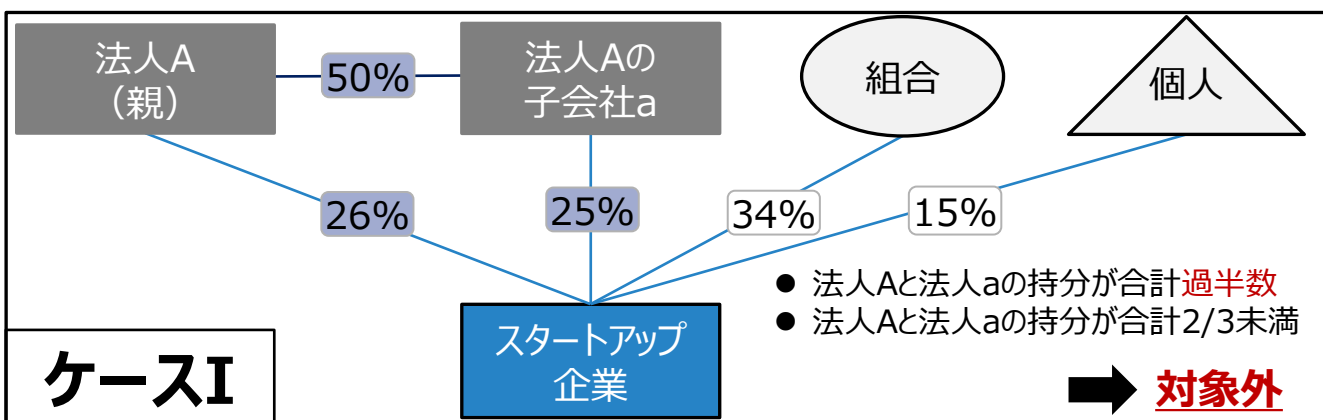 法人A
（親）
50%
法人Aの
子会社a
組合
個人
26%
25%
34%
15%
● 法人Aと法人aの持分が合計過半数
● 法人Aと法人aの持分が合計2/3未満
スタートアップ
企業
ケースI
対象外